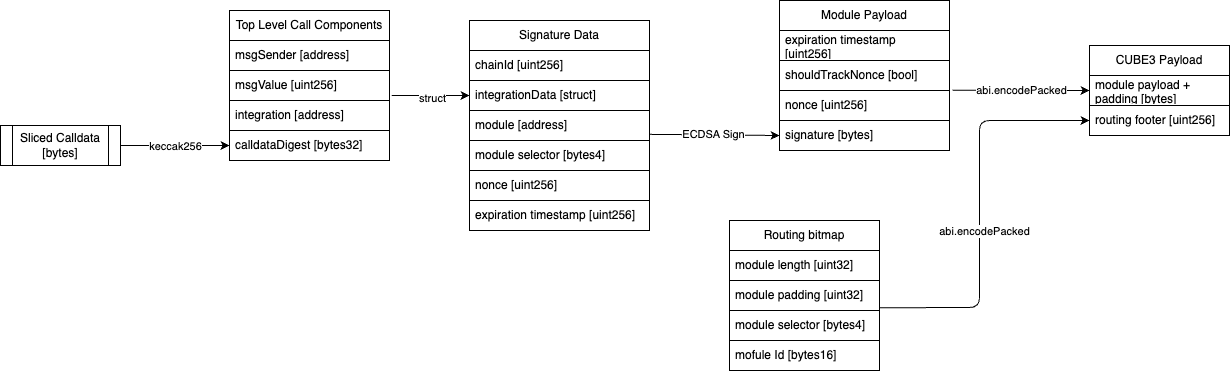 Sliced Calldata
[bytes]
keccak256
Top Level Call Components
msgSender [address]
msgValue [uint256]
integration [address]
calldataDigest [bytes32]
struct
Signature Data
chainId [uint256]
integrationData [struct]
module [address]
module selector [bytes4]
nonce [uint256]
expiration timestamp [uint256]
ECDSA Sign
Module Payload
expiration timestamp
[uint256]
shouldTrackNonce [bool]
nonce [uint256]
signature [bytes]
abi.encodePacked
CUBE3 Payload
module payload +
padding [bytes]
routing footer [uint256]
Routing bitmap
module length [uint32]
module padding [uint32]
module selector [bytes4]
mofule Id [bytes16]
abi.encodePacked